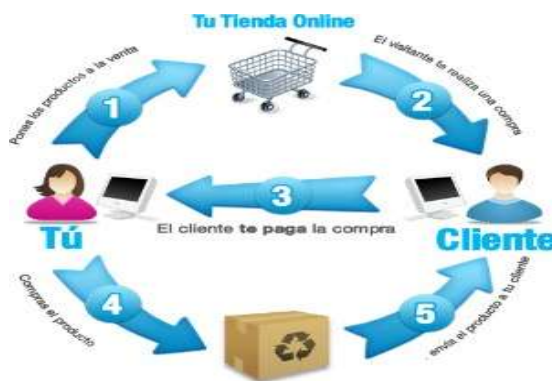 Tu Tienda Online
Pones los productos a la venta
1
El visitante te realiza una compra
2
3
El cliente te paga la compra
Tú
Cliente
Compras el producto
4
5
envía el producto a tu cliente